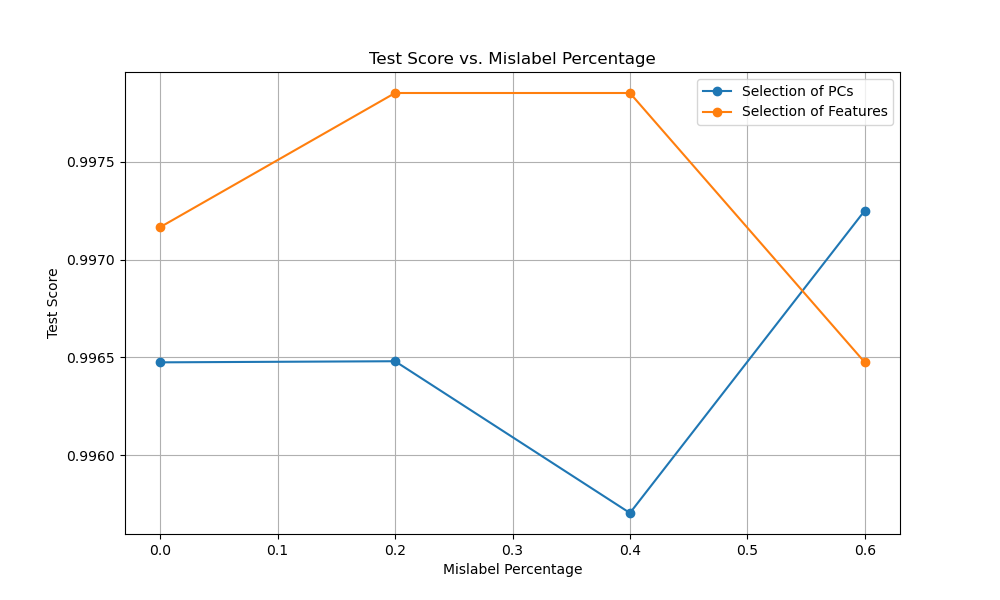 Test Score vs. Mislabel Percentage
Selection of PCs
Selection of Features
0.9975
0.9970
0.9965
0.9960
Test Score
0.0 0.1 0.2 0.3 0.4 0.5 0.6
Mislabel Percentage